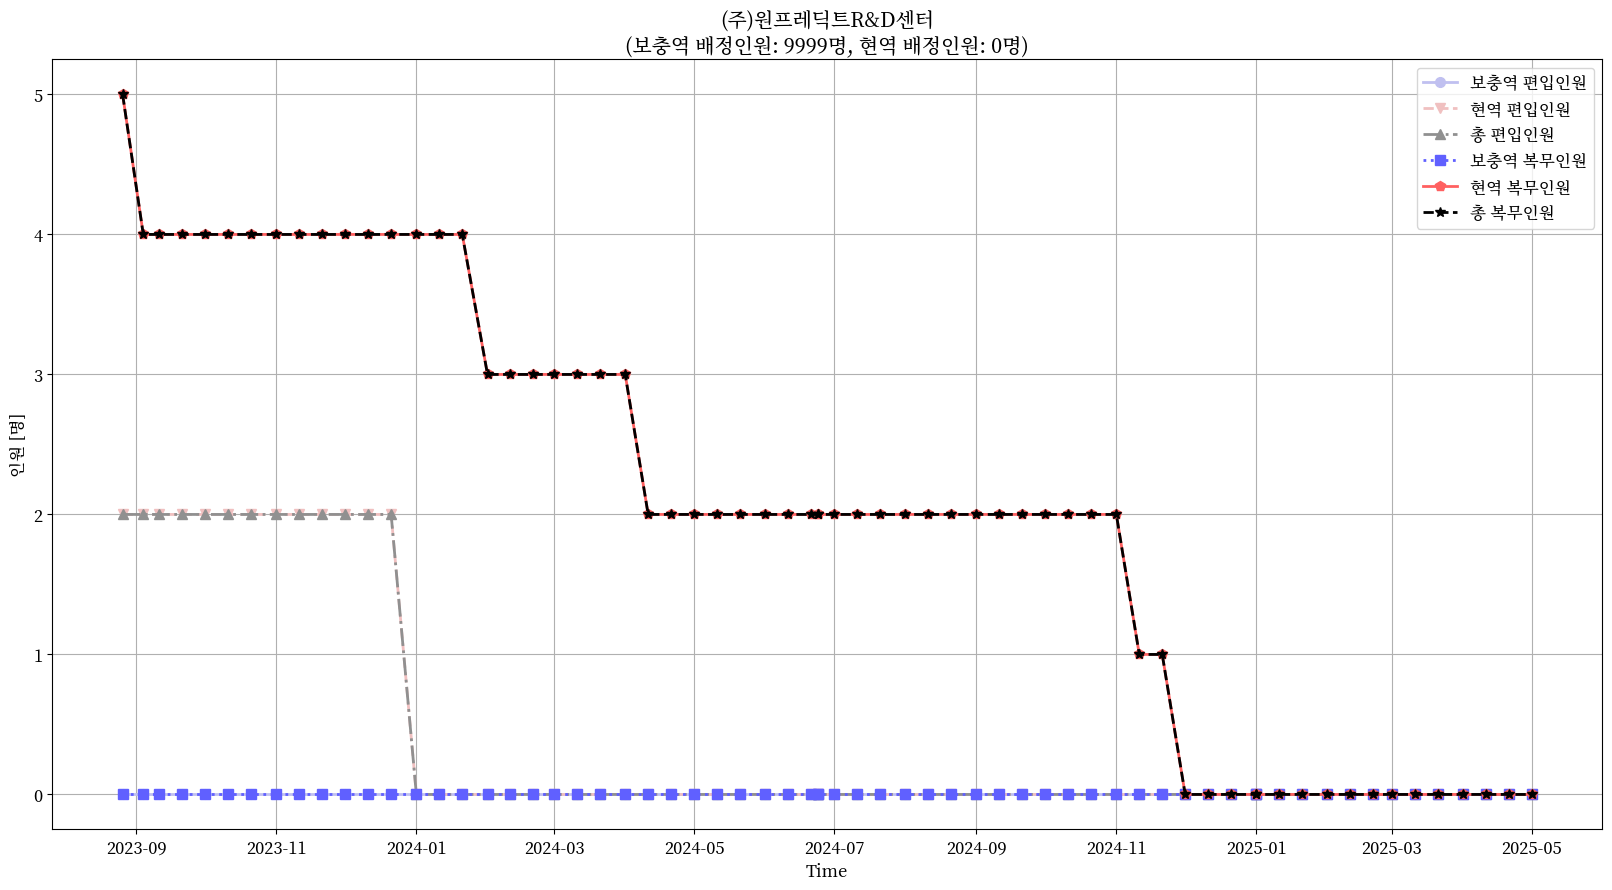 (주)원프레딕트R&D센터
(보충역 배정인원: 9999명, 현역 배정인원: 0명)
보충역 편입인원
현역 편입인원
총 편입인원
보충역 복무인원
현역 복무인원
총 복무인원
인원 [명]
5
4
3
2
1
0
2023-09
2023-11
2024-01
2024-03
2024-05
2024-07
2024-09
2024-11
2025-01
2025-03
2025-05
Time